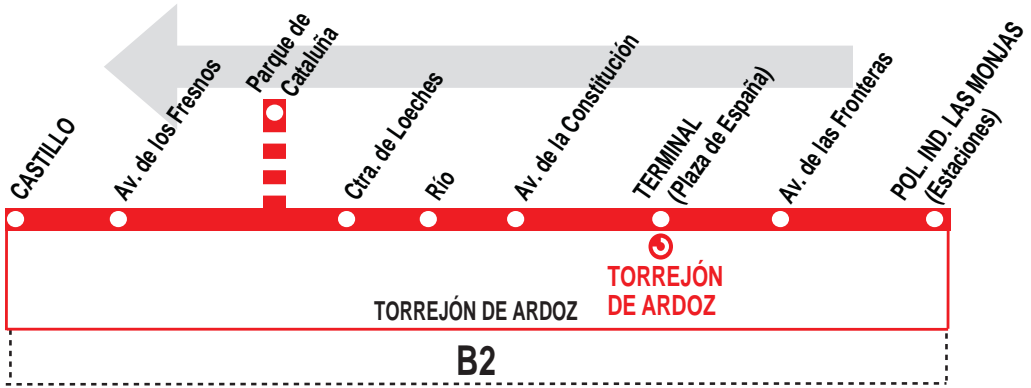 CASTILLO
Av. de los Fresnos
Parque de
Cataluña
Ctra. de Loeches
Río
Av. de la Constitución
TERMINAL
(Plaza de España)
Av. de las Fronteras
POL. IND. LAS MONJAS
(Estaciones)
TORREJÓN
DE ARDOZ
TORREJÓN DE ARDOZ
B2